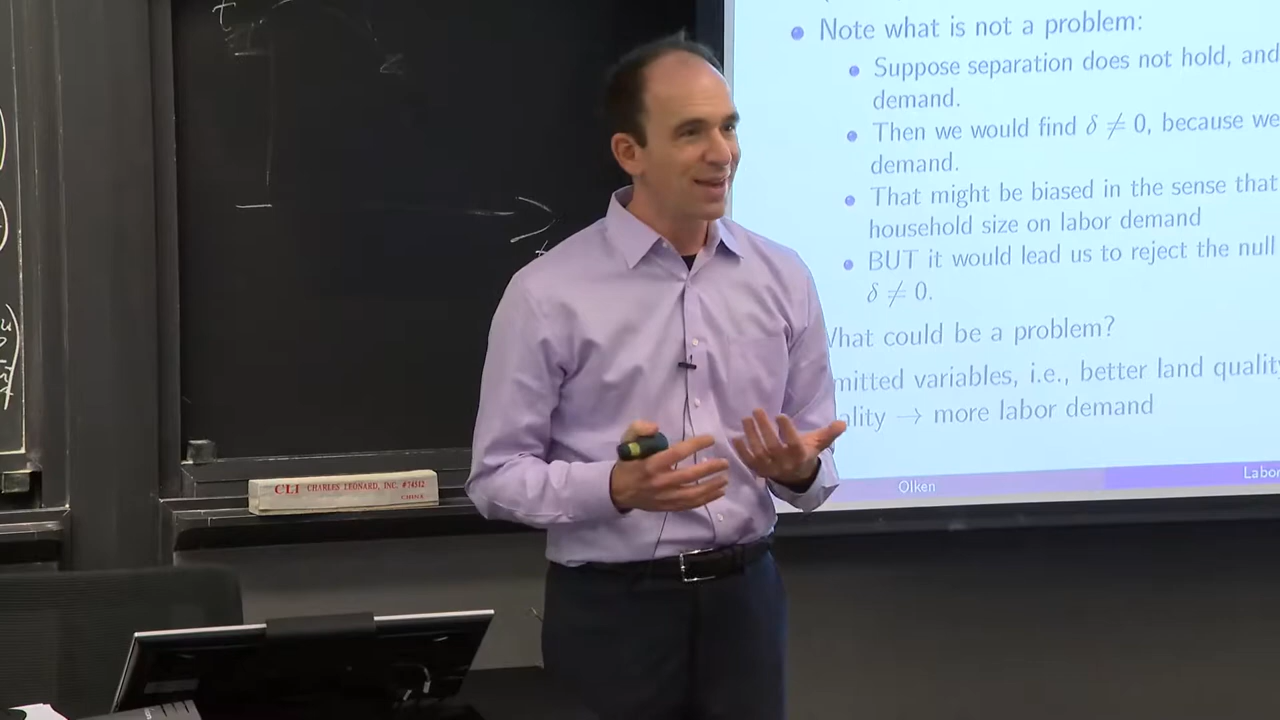 Note what is not a problem:
Suppose separation does not hold, and
demand.
Then we would find δ ≠ 0, because we
demand.
That might be biased in the sense that
household size on labor demand
BUT it would lead us to reject the null
δ ≠ 0.
What could be a problem?
mitted variables, i.e., better land quality
ality → more labor demand
Olken
Labor
CLI CHARLES LEONARD, INC. #74512
CHINA
t